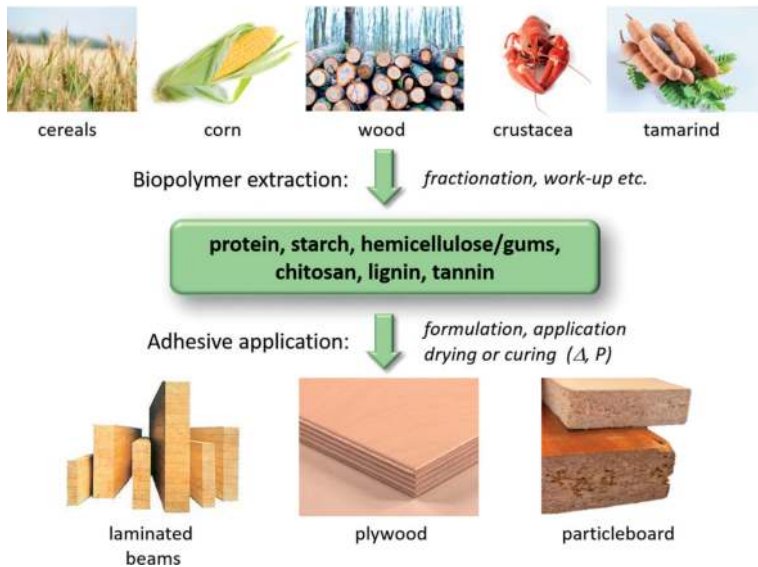 cereals
corn
wood
crustacea
tamarind
Biopolymer extraction:
fractionation, work-up etc.
protein, starch, hemicellulose/gums,
chitosan, lignin, tannin
Adhesive application:
formulation, application
drying or curing (Δ, P)
laminated
beams
plywood
particleboard